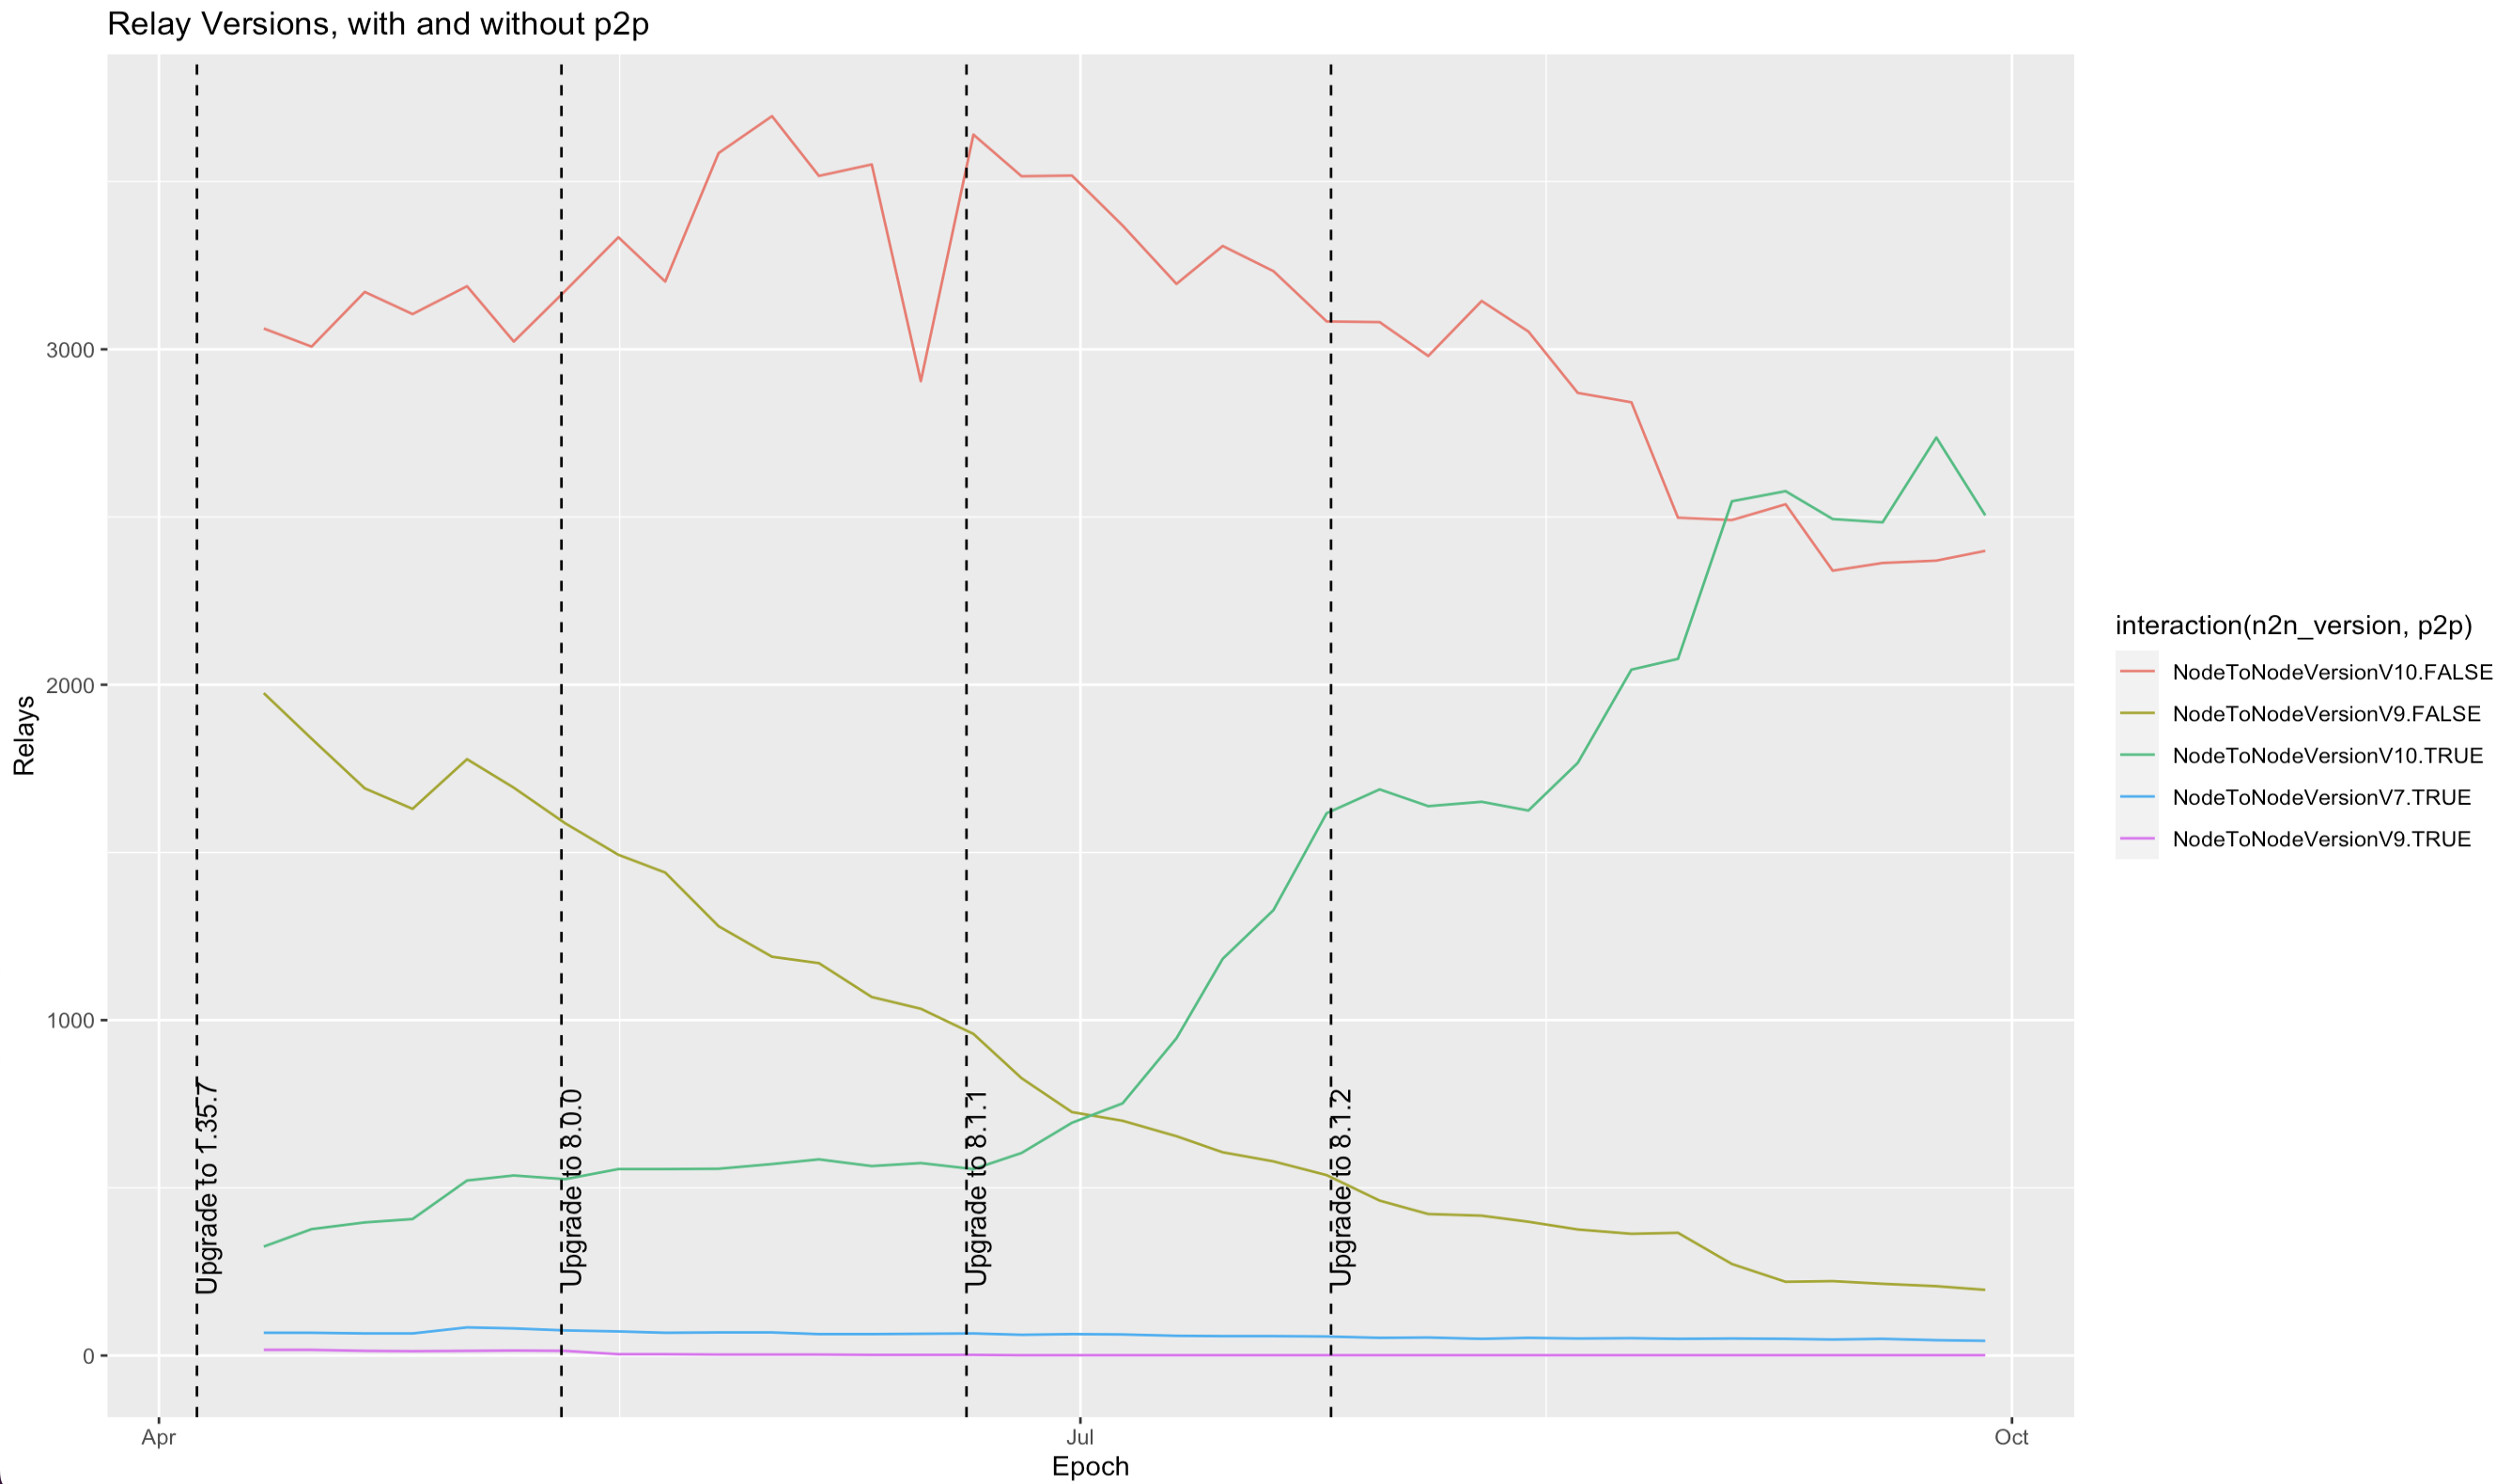 Relay Versions, with and without p2p
3000
2000
1000
0
Relays
Upgrade to 1.35.7
Upgrade to 8.0.0
Upgrade to 8.1.1
Upgrade to 8.1.2
Apr
Jul
Oct
Epoch
interaction(n2n_version, p2p)
NodeToNodeVersionV10.FALSE
NodeToNodeVersionV9.FALSE
NodeToNodeVersionV10.TRUE
NodeToNodeVersionV7.TRUE
NodeToNodeVersionV9.TRUE